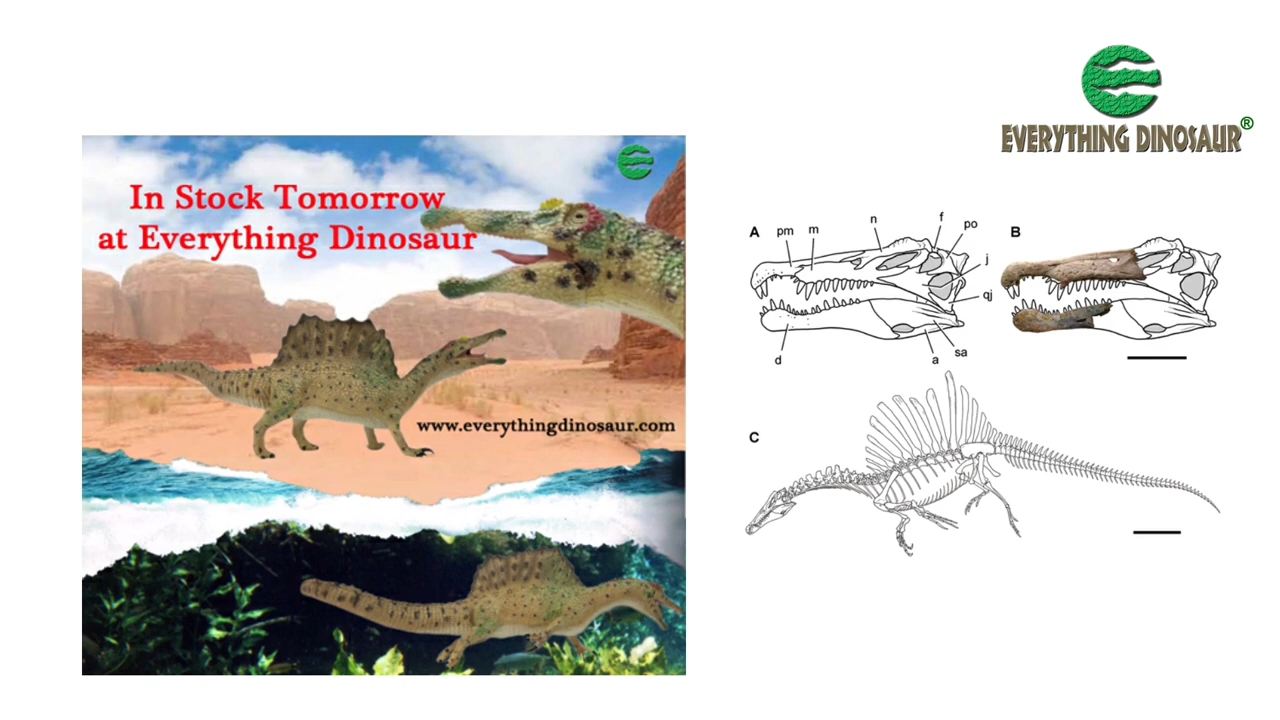 In Stock Tomorrow
at Everything Dinosaur
www.everythingdinosaur.com
EVERYTHING DINOSAUR®
A
pm
m
n
f
po
j
qj
sa
a
d
B
C